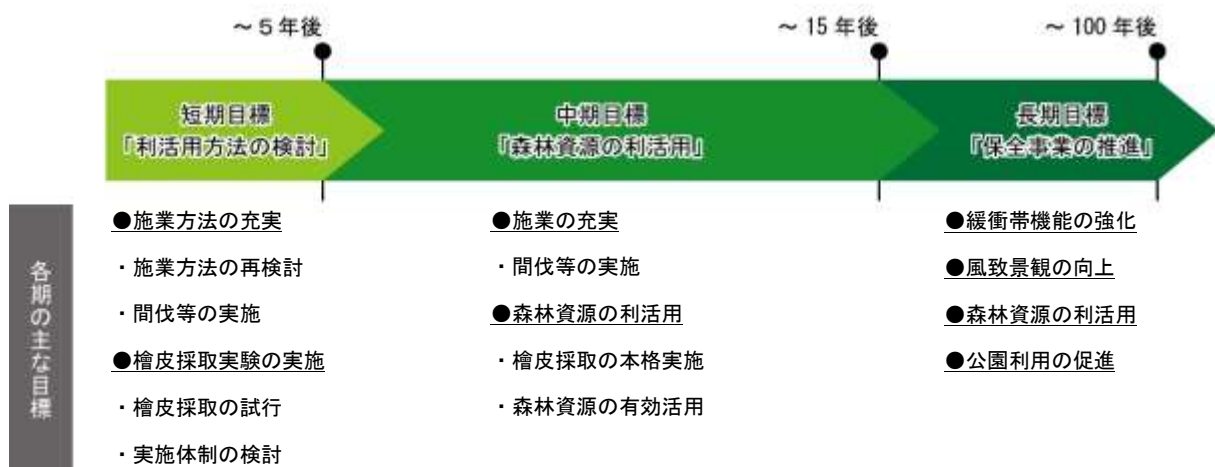 ～５年後
～15 年後
～100 年後
短期目標
「利活用方法の検討」
中期目標
「森林資源の利活用」
長期目標
「保全事業の推進」
各期の主な目標
●施業方法の充実
・施業方法の再検討
・間伐等の実施
●檜皮採取実験の実施
・檜皮採取の試行
・実施体制の検討
●施業の充実
・間伐等の実施
●森林資源の利活用
・檜皮採取の本格実施
・森林資源の有効活用
●緩衝帯機能の強化
●風致景観の向上
●森林資源の利活用
●公園利用の促進